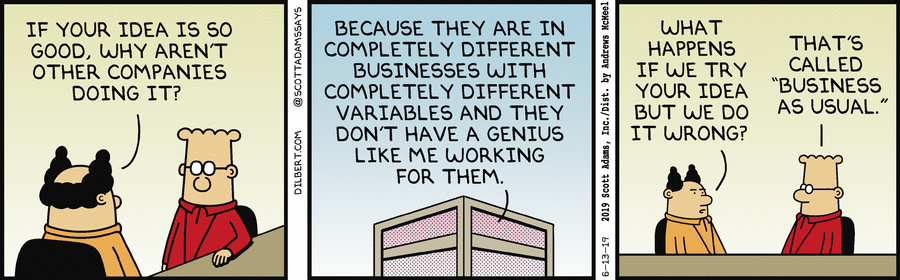 IF YOUR IDEA IS SO
GOOD, WHY AREN'T
OTHER COMPANIES
DOING IT?
DILBERT.COM @SCOTTADAMSSAYS
BECAUSE THEY ARE IN
COMPLETELY DIFFERENT
BUSINESSES WITH
COMPLETELY DIFFERENT
VARIABLES AND THEY
DON'T HAVE A GENIUS
LIKE ME WORKING
FOR THEM.
6-13-19 2019 Scott Adams, Inc./Dist. by Andrews McMeel
WHAT
HAPPENS
IF WE TRY
YOUR IDEA
BUT WE DO
IT WRONG?
THAT'S
CALLED
"BUSINESS
AS USUAL."